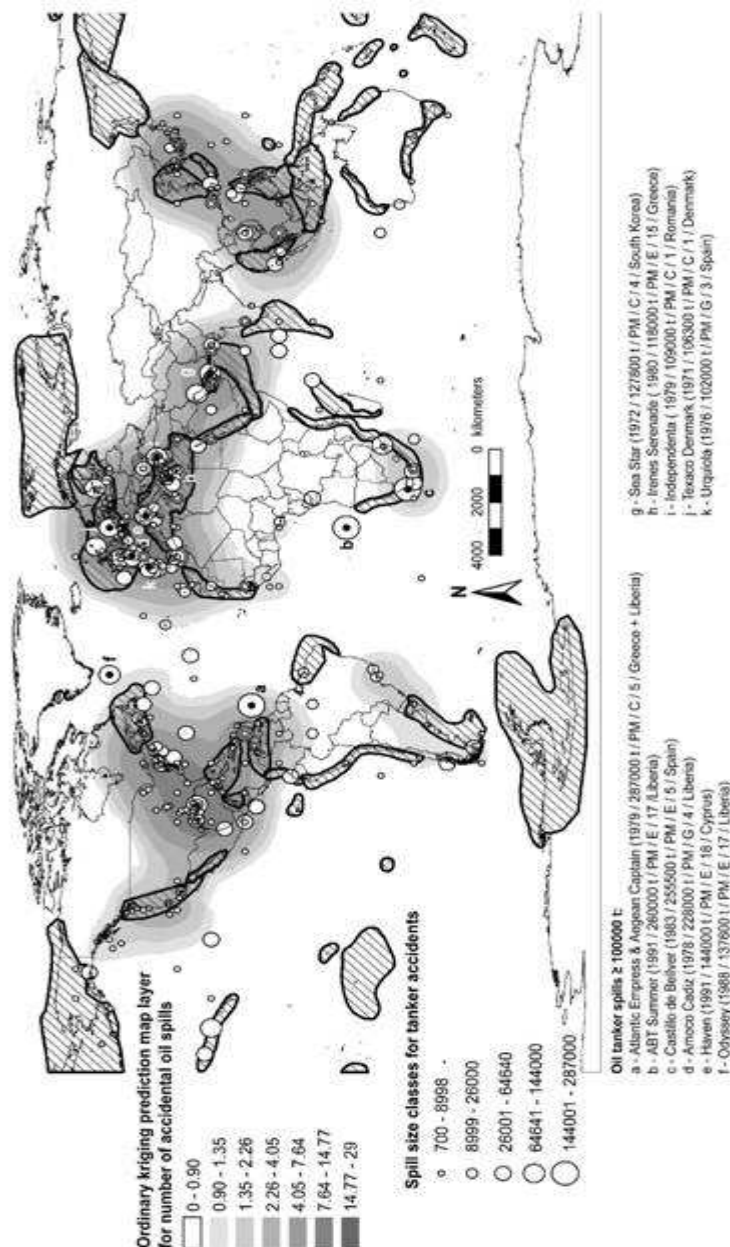 Ordinary kriging prediction map layer
for number of accidental oil spills
0 - 0.90
0.90 - 1.35
1.35 - 2.26
2.26 - 4.05
4.05 - 7.64
7.64 - 14.77
14.77 - 29
Spill size classes for tanker accidents
700 - 8998
8999 - 26000
26001 - 64640
64641 - 144000
144001 - 287000
f
a
b
c
k
N
4000 2000 0 kilometers
Oil tanker spills ≥ 100000 t:
a - Atlantic Empress & Aegean Captain (1979 / 287000 t / PM / C / 5 / Greece + Liberia)
b - ABT Summer (1991 / 260000 t / PM / E / 17 /Liberia)
c - Castillo de Bellver (1983 / 255500 t / PM / E / 5 / Spain)
d - Amoco Cadiz (1978 / 228000 t / PM / G / 4 / Liberia)
e - Haven (1991 / 144000 t / PM / E / 18 / Cyprus)
f - Odyssey (1988 / 137600 t / PM / E / 17 / Liberia)
g - Sea Star (1972 / 127800 t / PM / C / 4 / South Korea)
h - Irenes Serenade ( 1980 / 118000 t / PM / E / 15 / Greece)
i - Independenta ( 1979 / 109000 t / PM / C / 1 / Romania)
j - Texaco Denmark (1971 / 106300 t / PM / C / 1 / Denmark)
k - Urquiola (1976 / 102000 t / PM / G / 3 / Spain)